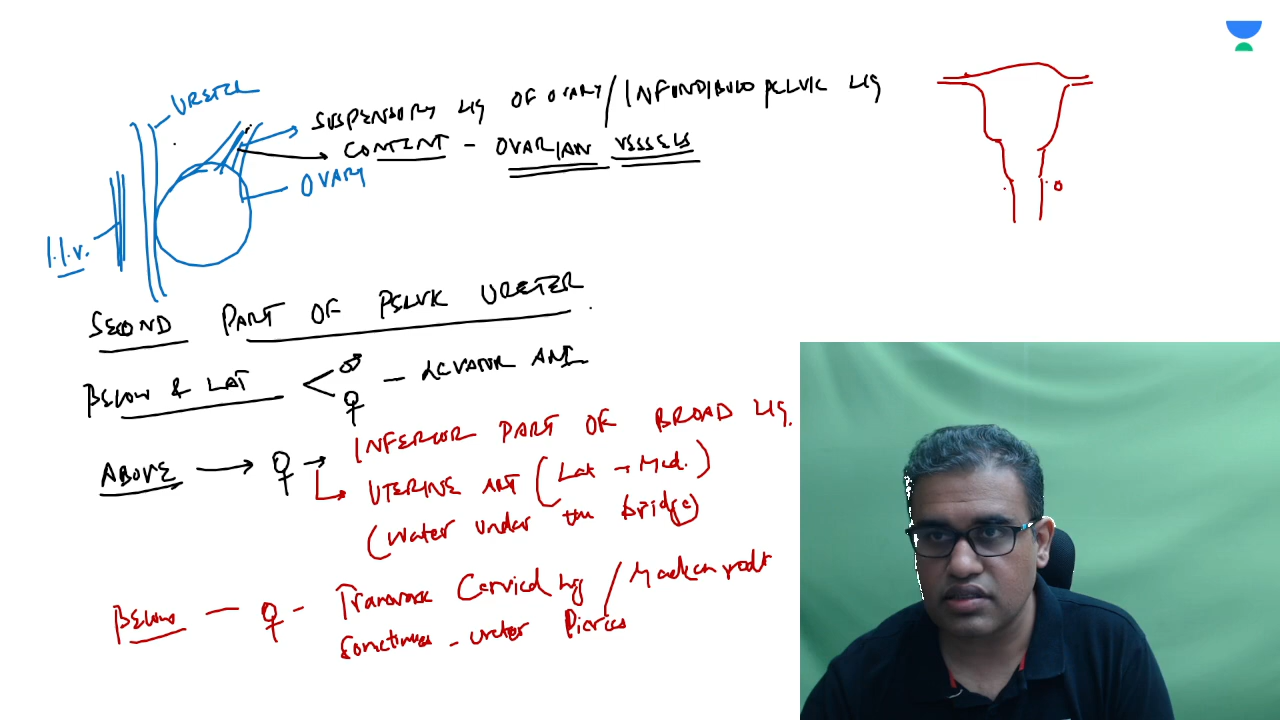 URETER
SUSPENSORY LIG OF OVARY / INFUNDIBULO PELVIC LIG
CONTENT - OVARIAN VESSELS
OVARY
I.I.V.
SECOND PART OF PELVIC URETER
BELOW & LAT < ♂ ♀ - LEVATOR ANI
ABOVE → ♀ → INFERIOR PART OF BROAD LIG.
UTERINE ART (Lat → Med.)
(Water under the bridge)
BELOW - ♀ - Transverse Cervical lig / Mackenrodt
Sometimes - ureter Pierces